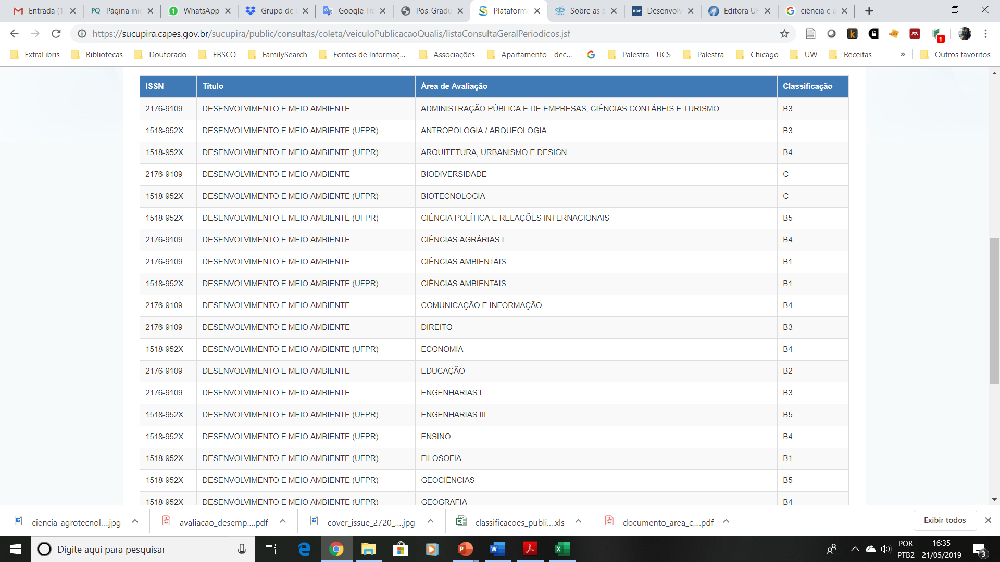 Entrada (1
Página ini
WhatsApp
Grupo de
Google Tra
Pós-Gradu
Plataforma
Sobre as á
Desenvolv
Editora UF
ciência e a
https://sucupira.capes.gov.br/sucupira/public/consultas/coleta/veiculoPublicacaoQualis/listaConsultaGeralPeriodicos.jsf
ExtraLibris Bibliotecas Doutorado EBSCO FamilySearch Fontes de Informaç... Associações Apartamento - dec... Palestra - UCS Palestra Chicago UW Receitas » Outros favoritos
ISSN Título Área de Avaliação Classificação
2176-9109 DESENVOLVIMENTO E MEIO AMBIENTE ADMINISTRAÇÃO PÚBLICA E DE EMPRESAS, CIÊNCIAS CONTÁBEIS E TURISMO B3
1518-952X DESENVOLVIMENTO E MEIO AMBIENTE (UFPR) ANTROPOLOGIA / ARQUEOLOGIA B3
1518-952X DESENVOLVIMENTO E MEIO AMBIENTE (UFPR) ARQUITETURA, URBANISMO E DESIGN B4
2176-9109 DESENVOLVIMENTO E MEIO AMBIENTE BIODIVERSIDADE C
1518-952X DESENVOLVIMENTO E MEIO AMBIENTE (UFPR) BIOTECNOLOGIA C
1518-952X DESENVOLVIMENTO E MEIO AMBIENTE (UFPR) CIÊNCIA POLÍTICA E RELAÇÕES INTERNACIONAIS B5
2176-9109 DESENVOLVIMENTO E MEIO AMBIENTE CIÊNCIAS AGRÁRIAS I B4
2176-9109 DESENVOLVIMENTO E MEIO AMBIENTE CIÊNCIAS AMBIENTAIS B1
1518-952X DESENVOLVIMENTO E MEIO AMBIENTE (UFPR) CIÊNCIAS AMBIENTAIS B1
2176-9109 DESENVOLVIMENTO E MEIO AMBIENTE COMUNICAÇÃO E INFORMAÇÃO B4
2176-9109 DESENVOLVIMENTO E MEIO AMBIENTE DIREITO B3
1518-952X DESENVOLVIMENTO E MEIO AMBIENTE (UFPR) ECONOMIA B4
2176-9109 DESENVOLVIMENTO E MEIO AMBIENTE EDUCAÇÃO B2
2176-9109 DESENVOLVIMENTO E MEIO AMBIENTE ENGENHARIAS I B3
1518-952X DESENVOLVIMENTO E MEIO AMBIENTE (UFPR) ENGENHARIAS III B5
1518-952X DESENVOLVIMENTO E MEIO AMBIENTE (UFPR) ENSINO B4
1518-952X DESENVOLVIMENTO E MEIO AMBIENTE (UFPR) FILOSOFIA B1
1518-952X DESENVOLVIMENTO E MEIO AMBIENTE (UFPR) GEOCIÊNCIAS B5
1518-952X DESENVOLVIMENTO E MEIO AMBIENTE (UFPR) GEOGRAFIA B4
ciencia-agrotecnol....jpg avaliacao_desemp....pdf cover_issue_2720_....jpg classificacoes_publi....xls documento_area_c....pdf Exibir todos
Digite aqui para pesquisar
POR
PTB2
16:35
21/05/2019
3